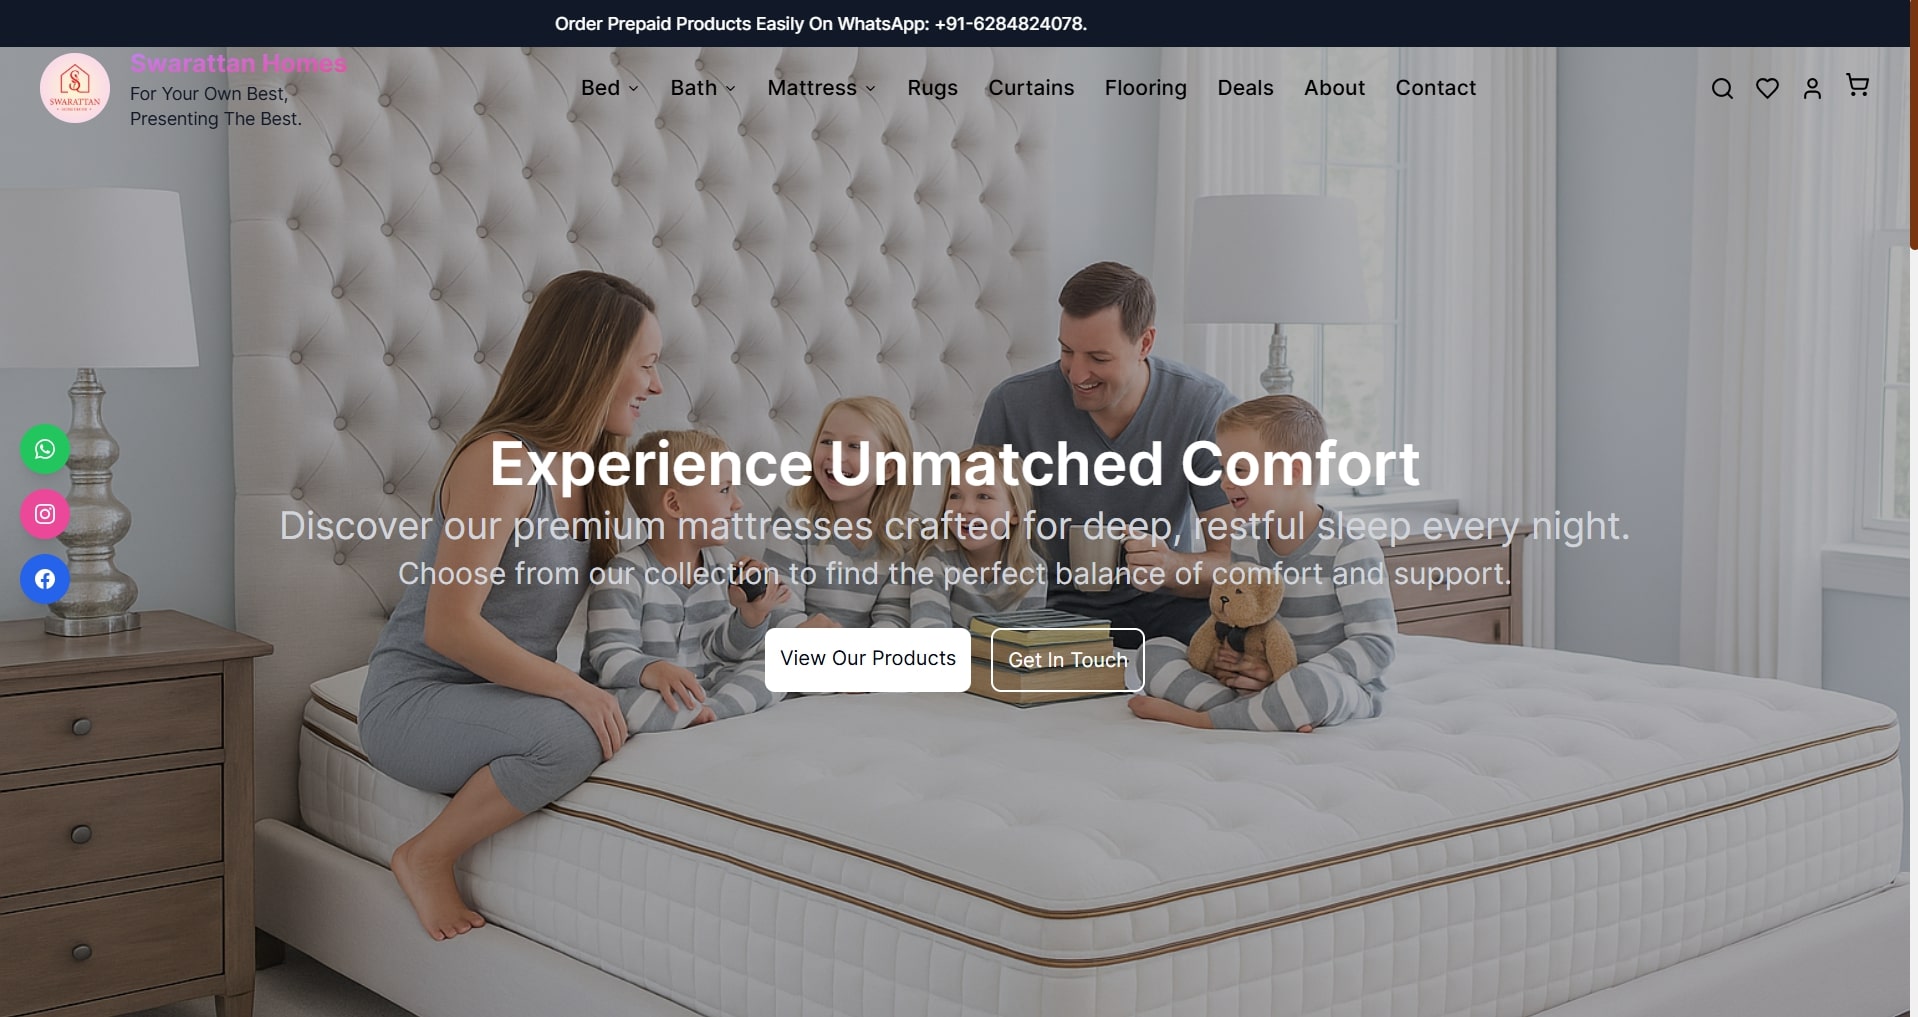 Order Prepaid Products Easily On WhatsApp: +91-6284824078.
SWARATTAN
Swarattan Homes
For Your Own Best,
Presenting The Best.
Bed Bath Mattress Rugs Curtains Flooring Deals About Contact
Experience Unmatched Comfort
Discover our premium mattresses crafted for deep, restful sleep every night.
Choose from our collection to find the perfect balance of comfort and support.
View Our Products
Get In Touch